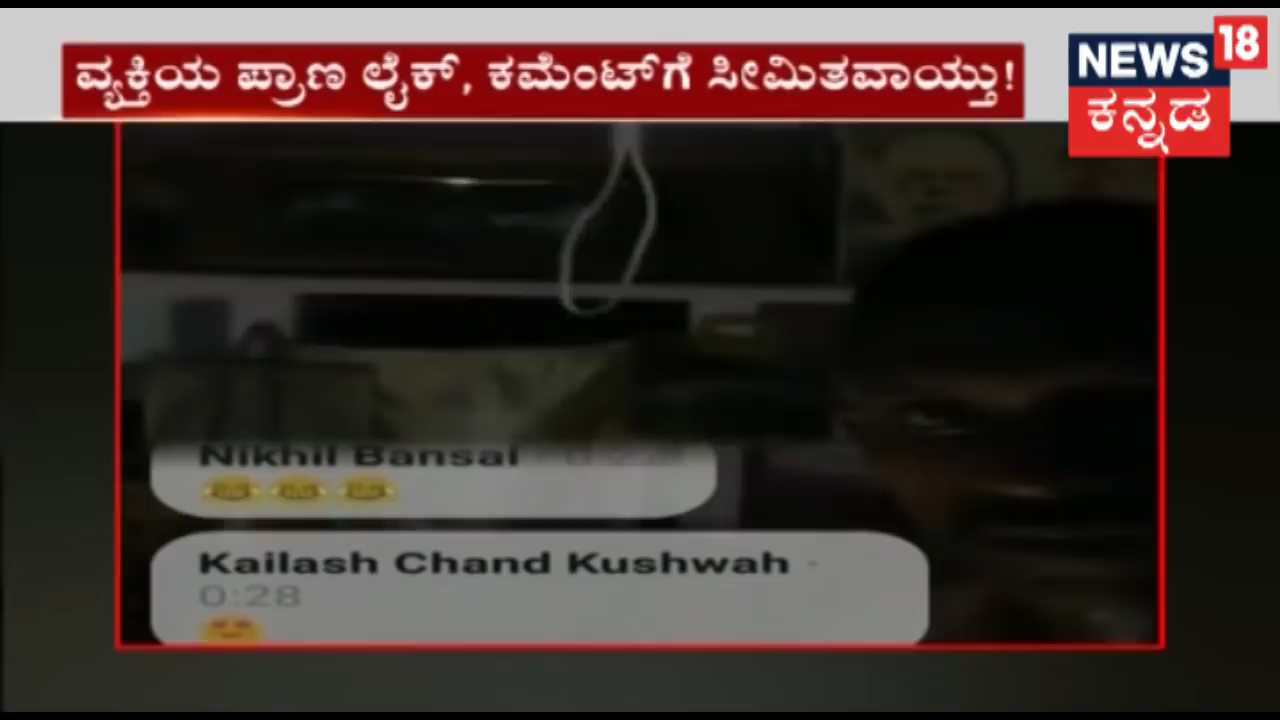 ವ್ಯಕ್ತಿಯ ಪ್ರಾಣ ಲೈಕ್, ಕಮೆಂಟ್‌ಗೆ ಸೀಮಿತವಾಯ್ತು!
NEWS 18
ಕನ್ನಡ
Nikhil Bansal
Kailash Chand Kushwah ·
0:28